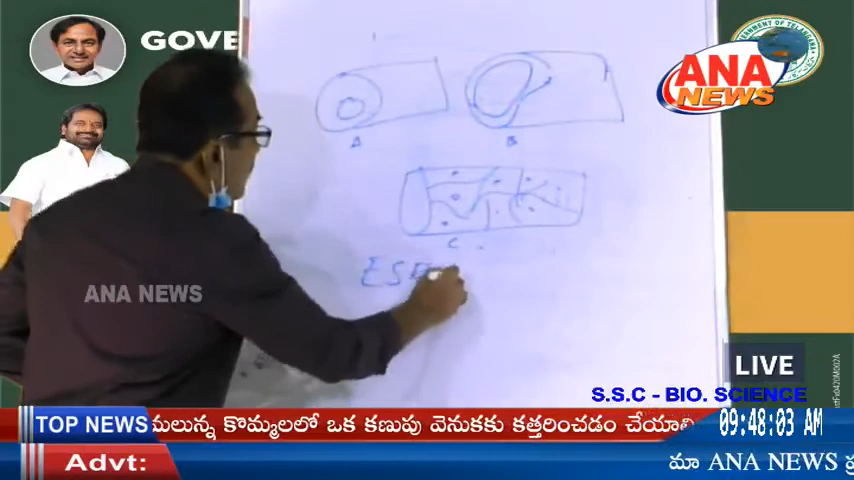 GOVE
ANA
NEWS
A
B
C
ANA NEWS
LIVE
S.S.C - BIO. SCIENCE
TOP NEWS
మలున్న కొమ్మలలో ఒక కణుపు వెనుకకు కత్తరించడం చేయాలి
09:48:03 AM
Advt:
మా ANA NEWS